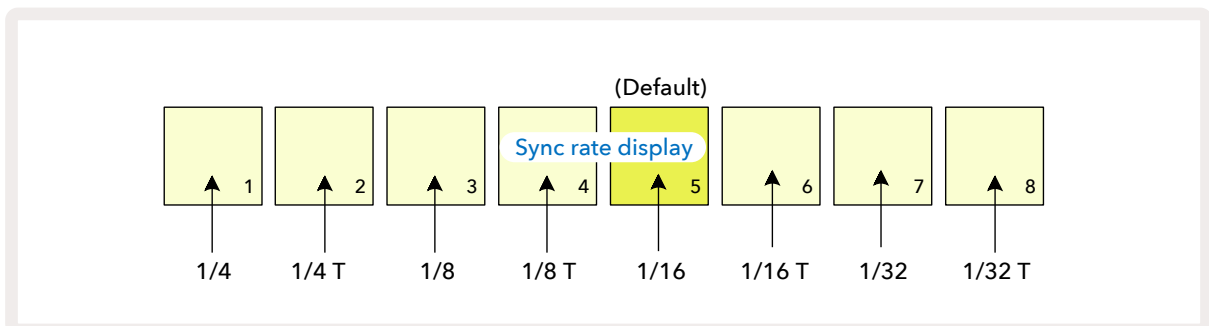 (Default)
Sync rate display
1 2 3 4 5 6 7 8
1/4 1/4 T 1/8 1/8 T 1/16 1/16 T 1/32 1/32 T